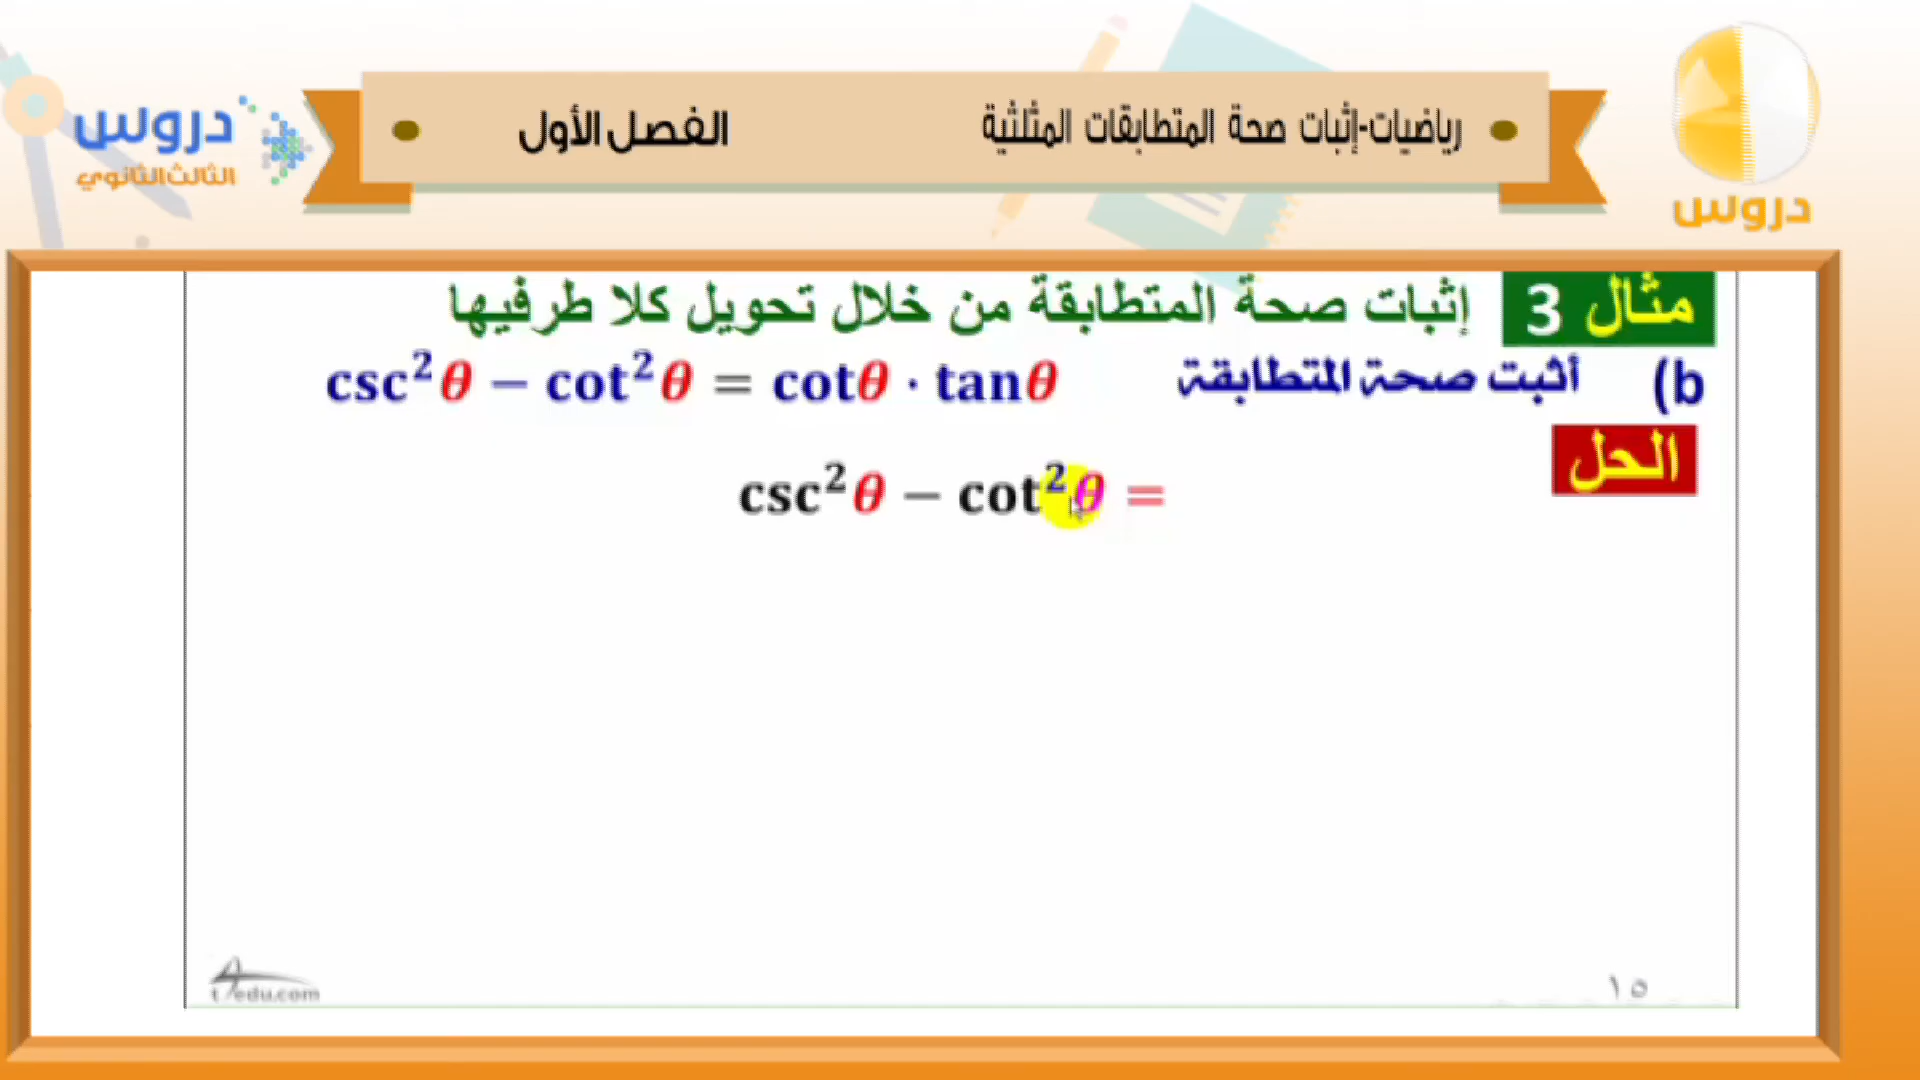 دروس
الثالث الثانوي
رياضيات-إثبات صحة المتطابقات المثلثية
الفصل الأول
دروس
مثال 3 إثبات صحة المتطابقة من خلال تحويل كلا طرفيها
(b أثبت صحة المتطابقة csc²θ − cot²θ = cotθ · tanθ
الحل
csc²θ − cot²θ =
١٥